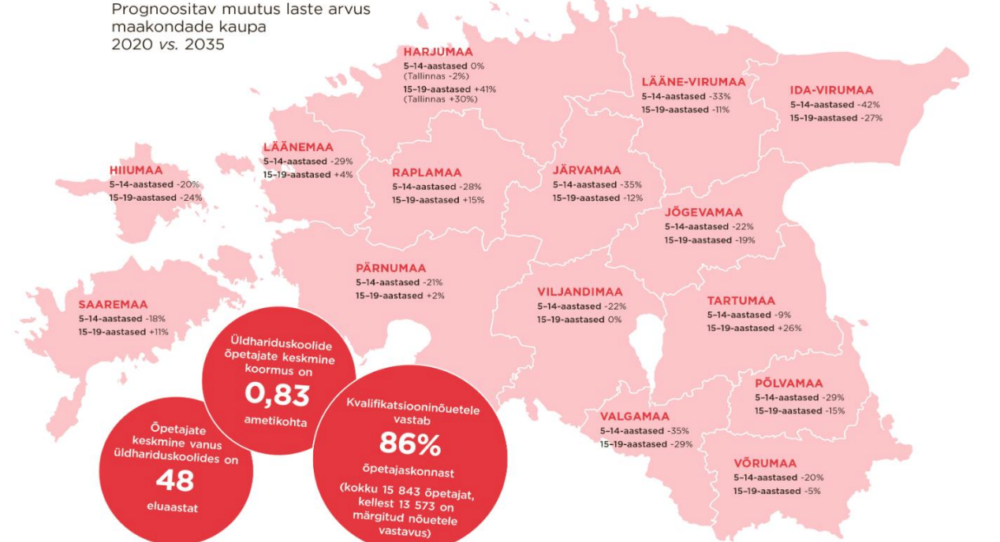 Prognoositav muutus laste arvus
maakondade kaupa
2020 vs. 2035
HARJUMAA
5–14-aastased 0%
(Tallinnas -2%)
15–19-aastased +41%
(Tallinnas +30%)
LÄÄNE-VIRUMAA
5–14-aastased -33%
15–19-aastased -11%
IDA-VIRUMAA
5–14-aastased -42%
15–19-aastased -27%
LÄÄNEMAA
5–14-aastased -29%
15–19-aastased +4%
HIIUMAA
5–14-aastased -20%
15–19-aastased -24%
RAPLAMAA
5–14-aastased -28%
15–19-aastased +15%
JÄRVAMAA
5–14-aastased -35%
15–19-aastased -12%
JÕGEVAMAA
5–14-aastased -22%
15–19-aastased -19%
PÄRNUMAA
5–14-aastased -21%
15–19-aastased +2%
VILJANDIMAA
5–14-aastased -22%
15–19-aastased 0%
SAAREMAA
5–14-aastased -18%
15–19-aastased +11%
TARTUMAA
5–14-aastased -9%
15–19-aastased +26%
PÕLVAMAA
5–14-aastased -29%
15–19-aastased -15%
VALGAMAA
5–14-aastased -35%
15–19-aastased -29%
VÕRUMAA
5–14-aastased -20%
15–19-aastased -5%
Üldhariduskoolide
õpetajate keskmine
koormus on
0,83
ametikohta
Õpetajate
keskmine vanus
üldhariduskoolides on
48
eluaastat
Kvalifikatsiooninõuetele
vastab
86%
õpetajaskonnast
(kokku 15 843 õpetajat,
kellest 13 573 on
märgitud nõuetele
vastavus)